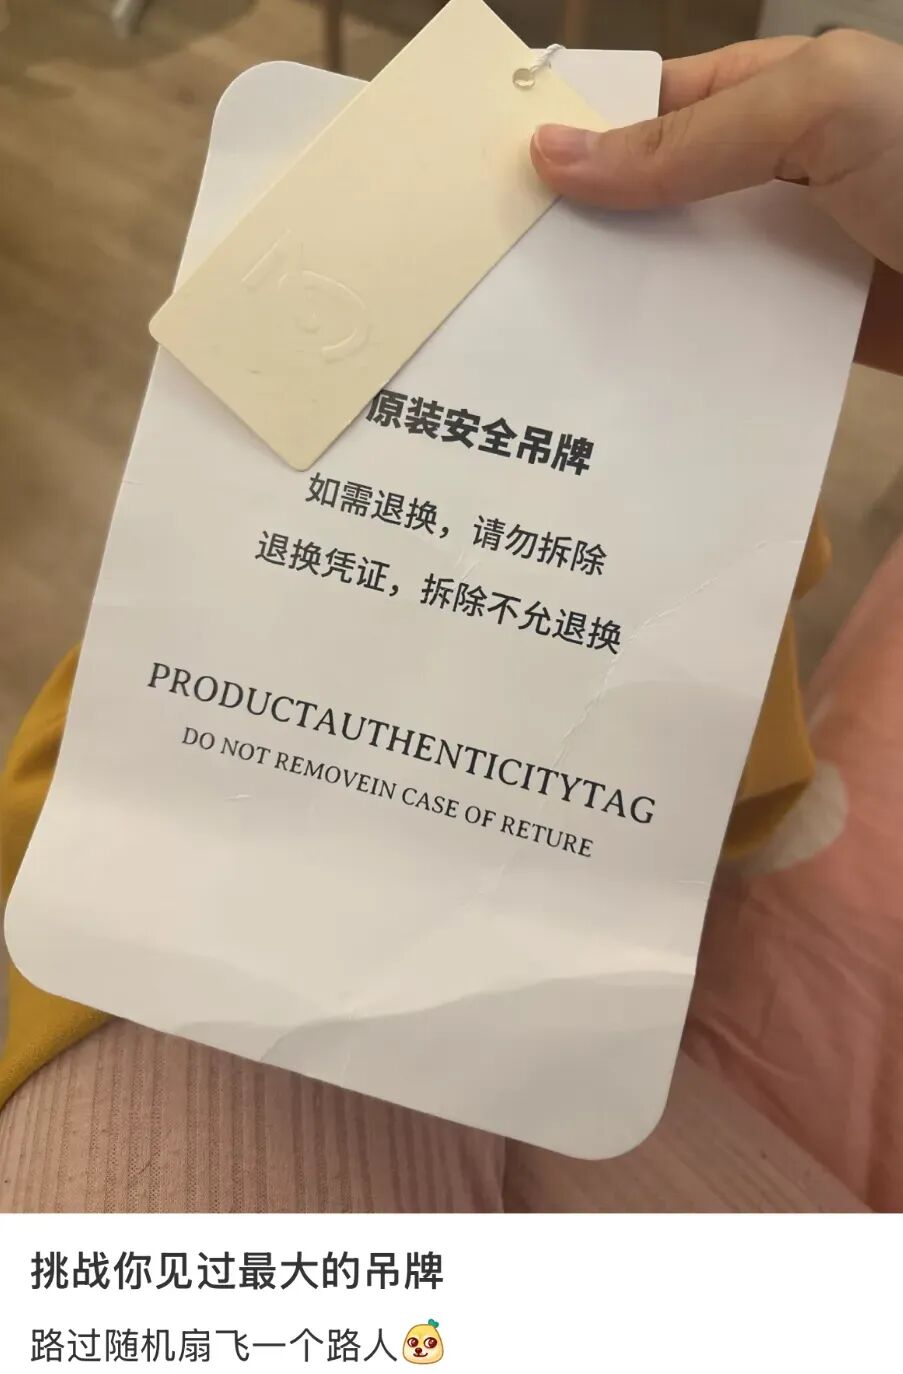 原装安全吊牌
如需退换，请勿拆除
退换凭证，拆除不允退换
PRODUCTAUTHENTICITYTAG
DO NOT REMOVEIN CASE OF RETURE
挑战你见过最大的吊牌
路过随机扇飞一个路人